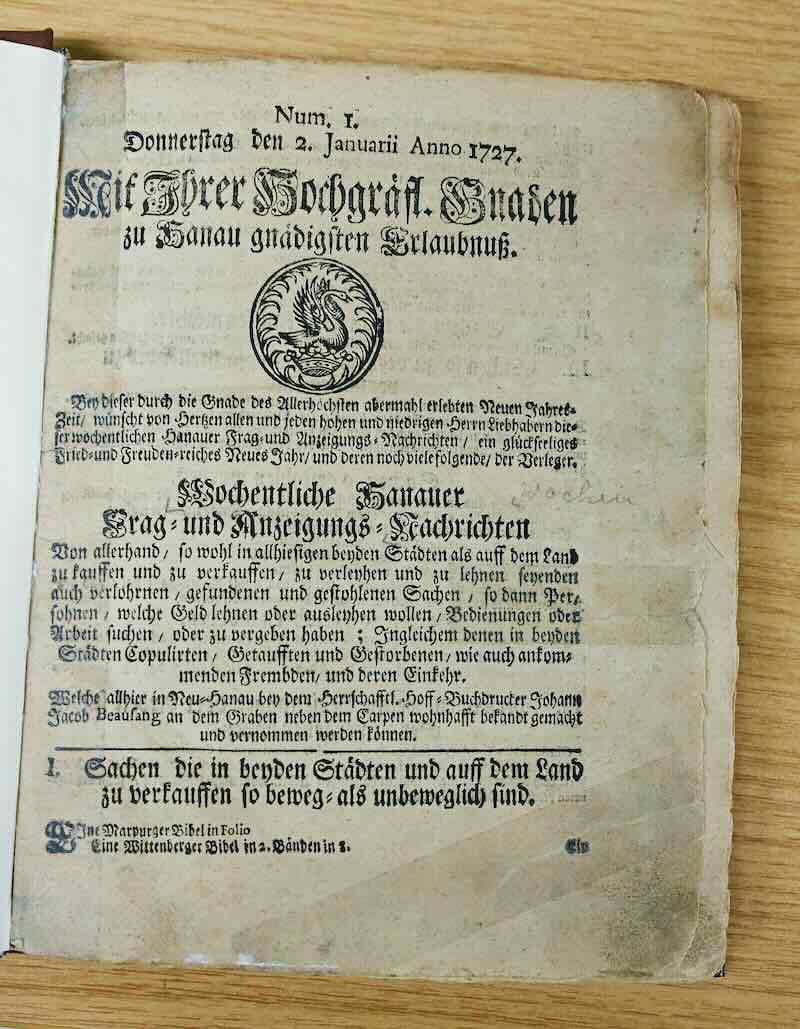 Num. 1.
Donnerstag den 2. Januarii Anno 1727.
Mit Ihrer Hochgräfl. Gnaden
zu Hanau gnädigsten Erlaubnuß.
Bey dieser durch die Gnade des Allerhöchsten abermahl erlebten Neuen Jahres-
Zeit/ wünscht von Hertzen allen und jeden hohen und niedrigen Herrn Liebhabern die-
ser wochentlichen Hanauer Frag-und Anzeigungs-Nachrichten/ ein glückseeliges
Fried-und Freuden-reiches Neues Jahr/ und deren noch viele folgende/ der Verleger.
Wochentliche Hanauer
Frag-und Anzeigungs-Nachrichten
Von allerhand/ so wohl in allhiesigen beyden Städten als auff dem Land
zu kauffen und zu verkauffen/ zu verleyhen und zu lehnen seyenden
auch verlohrnen/ gefundenen und gestohlenen Sachen/ so dann Per-
sohnen/ welche Geld lehnen oder ausleyhen wollen/ Bedienungen oder
Arbeit suchen/ oder zu vergeben haben; Ingleichem denen in beyden
Städten Copulirten/ Getaufften und Gestorbenen/ wie auch ankom-
menden Frembden/ und deren Einkehr.
Welche allhier in Neu-Hanau bey dem Herrschafftl. Hoff-Buchdrucker Johann
Jacob Beausang an dem Graben neben dem Carpen wohnhafft bekandt gemacht
und vernommen werden können.
I. Sachen die in beyden Städten und auff dem Land
zu verkauffen so beweg-als unbeweglich sind.
Eine Marpurger Bibel in Folio
Eine Wittenberger Bibel in 2. Bänden in 8.
Ein